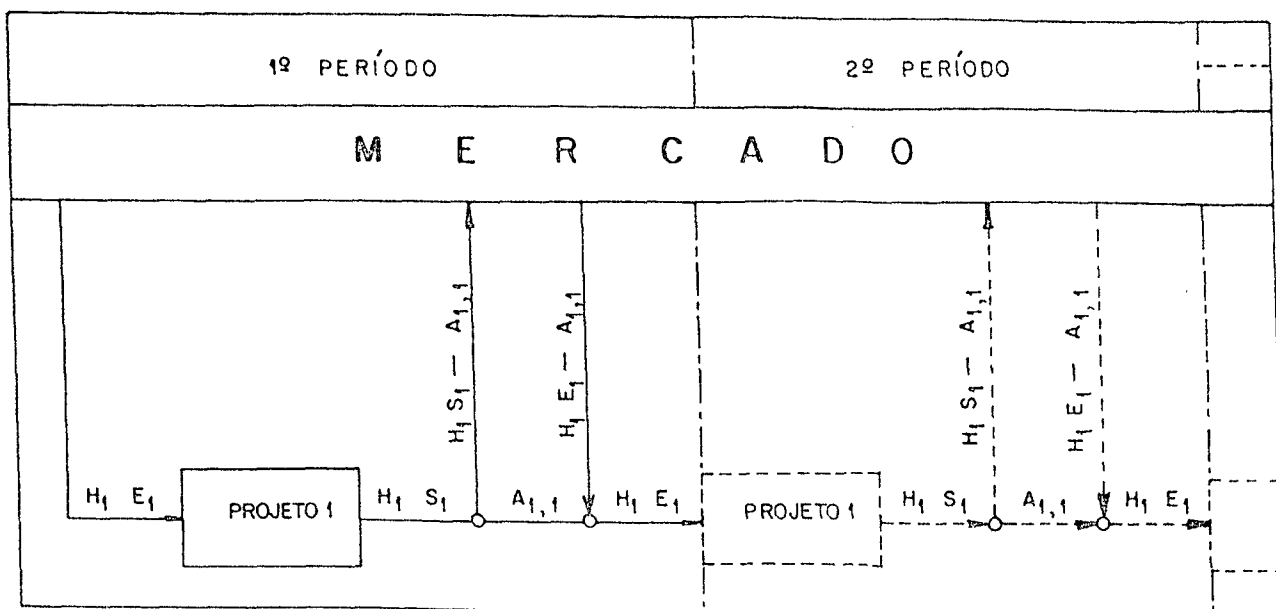 1º PERÍODO
2º PERÍODO
MERCADO
H₁ S₁ — A₁,₁
H₁ E₁ — A₁,₁
H₁ S₁ — A₁,₁
H₁ E₁ — A₁,₁
H₁ E₁
PROJETO 1
H₁ S₁
A₁,₁
H₁ E₁
PROJETO 1
H₁ S₁
A₁,₁
H₁ E₁